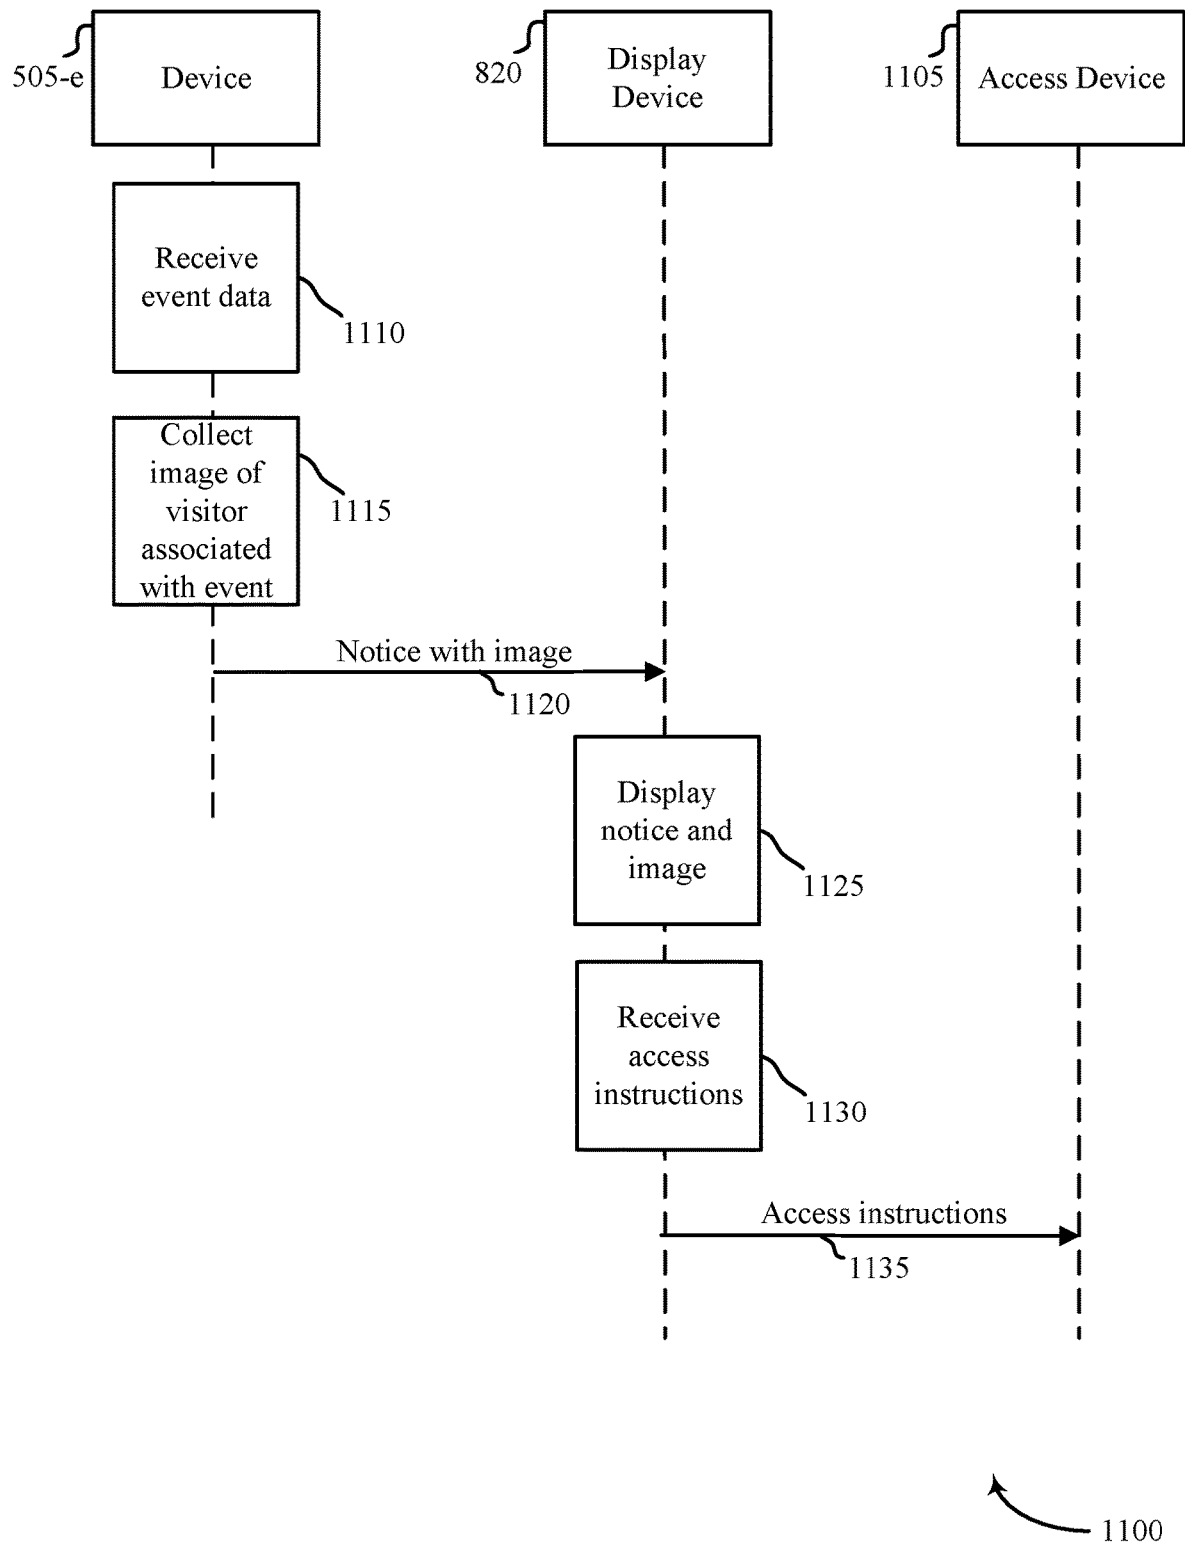 505-e
Device
820
Display
Device
1105
Access Device
Receive
event data
1110
Collect
image of
visitor
associated
with event
1115
Notice with image
1120
Display
notice and
image
1125
Receive
access
instructions
1130
Access instructions
1135
1100